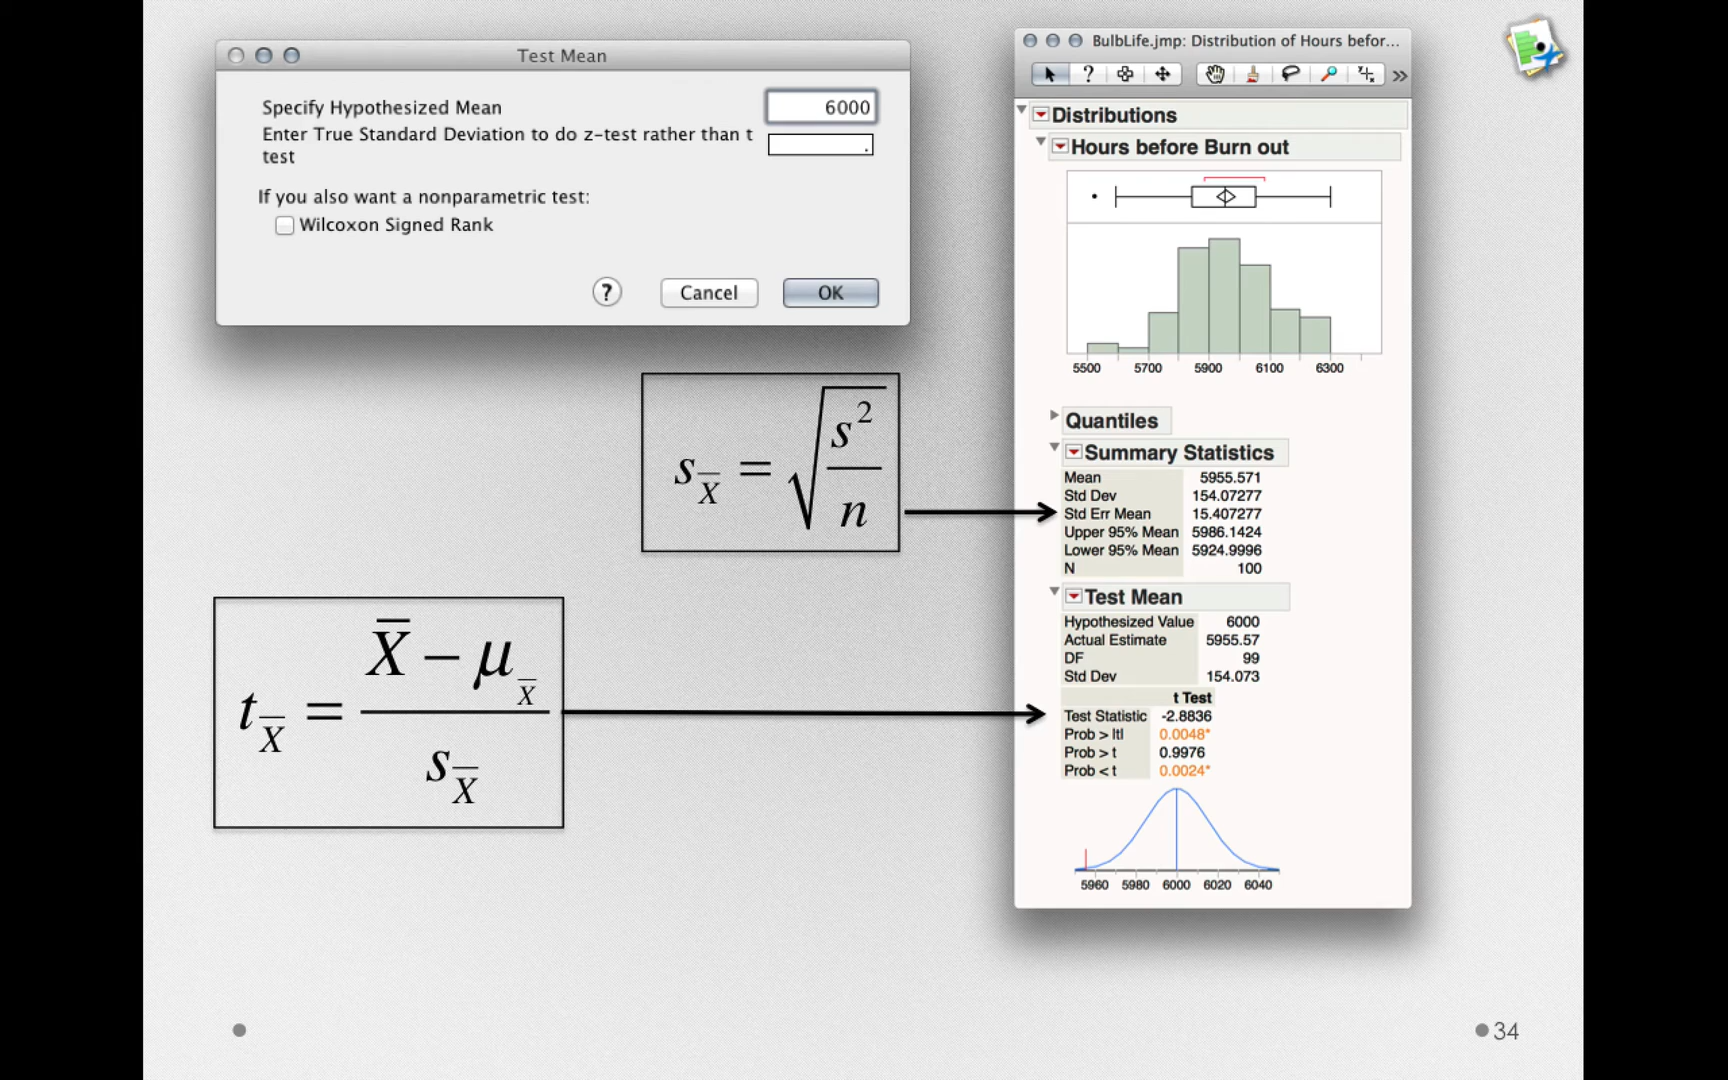 Test Mean
Specify Hypothesized Mean 6000
Enter True Standard Deviation to do z-test rather than t
test .
If you also want a nonparametric test:
Wilcoxon Signed Rank
? Cancel OK
s_X̄ = √(s²/n)
t_X̄ = (X̄ − μ_X̄)/s_X̄
BulbLife.jmp: Distribution of Hours befor...
Distributions
Hours before Burn out
5500 5700 5900 6100 6300
Quantiles
Summary Statistics
Mean 5955.571
Std Dev 154.07277
Std Err Mean 15.407277
Upper 95% Mean 5986.1424
Lower 95% Mean 5924.9996
N 100
Test Mean
Hypothesized Value 6000
Actual Estimate 5955.57
DF 99
Std Dev 154.073
t Test
Test Statistic -2.8836
Prob > |t| 0.0048*
Prob > t 0.9976
Prob < t 0.0024*
5960 5980 6000 6020 6040
34